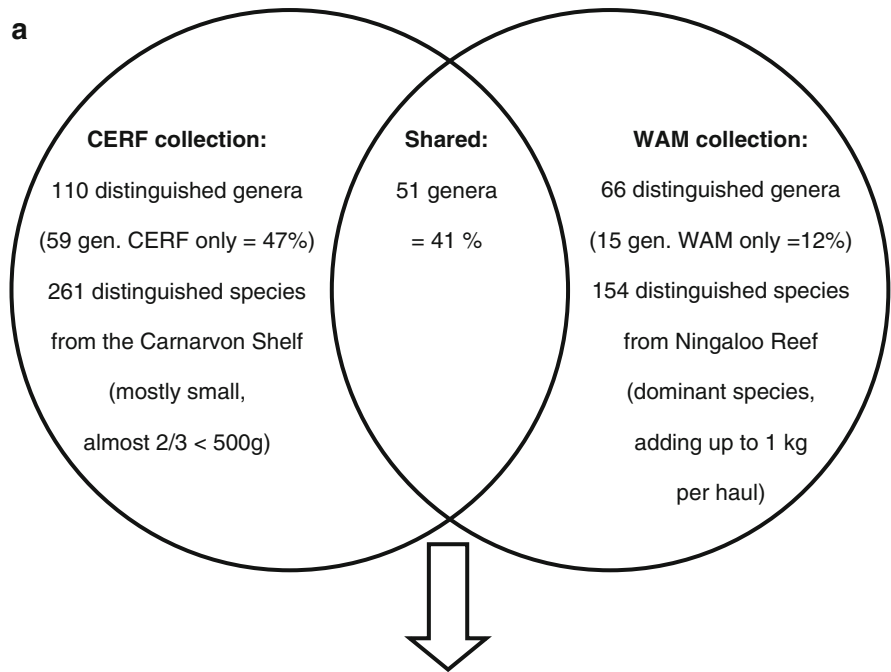 a
CERF collection:
110 distinguished genera
(59 gen. CERF only = 47%)
261 distinguished species
from the Carnarvon Shelf
(mostly small,
almost 2/3 < 500g)
Shared:
51 genera
= 41 %
WAM collection:
66 distinguished genera
(15 gen. WAM only =12%)
154 distinguished species
from Ningaloo Reef
(dominant species,
adding up to 1 kg
per haul)